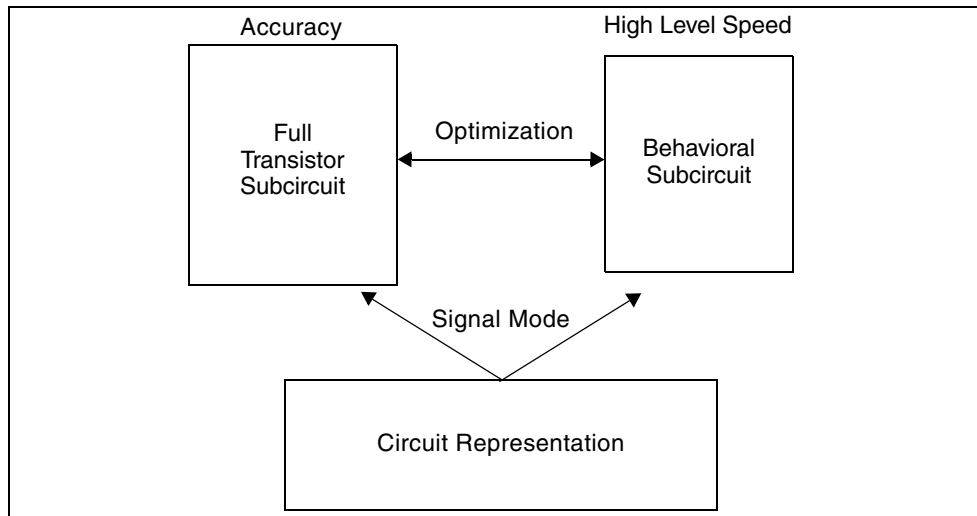 Accuracy
High Level Speed
Full
Transistor
Subcircuit
Optimization
Behavioral
Subcircuit
Signal Mode
Circuit Representation